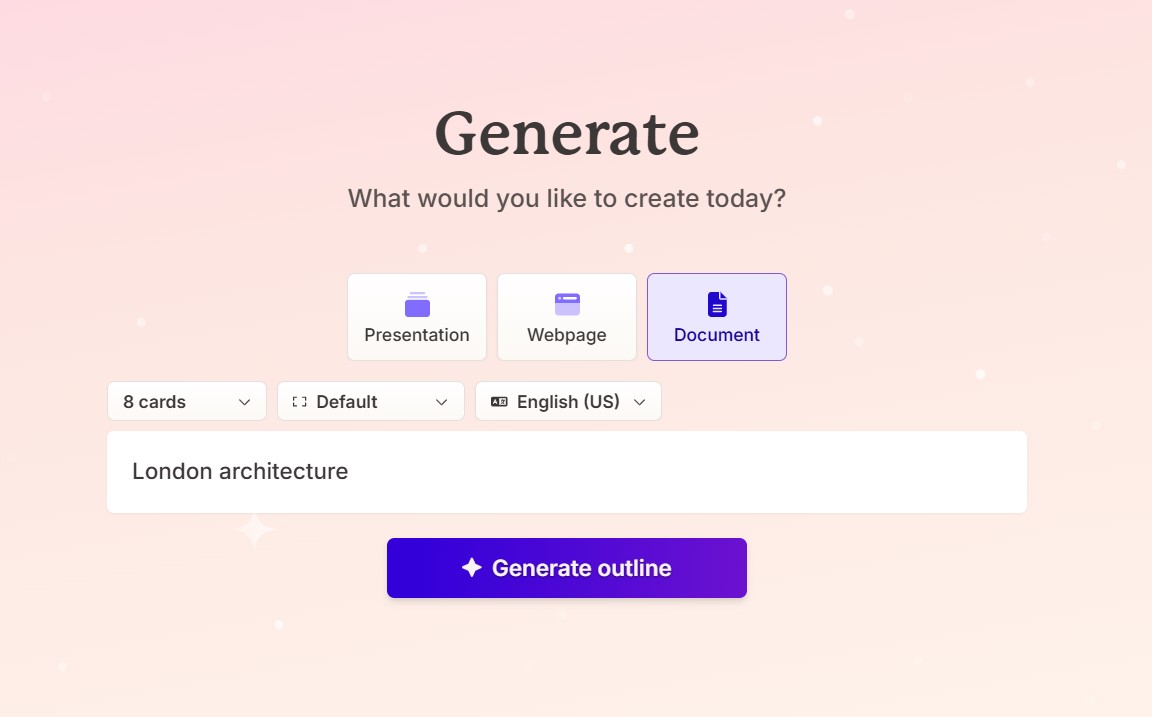 Generate
What would you like to create today?
Presentation
Webpage
Document
8 cards
Default
English (US)
London architecture
Generate outline